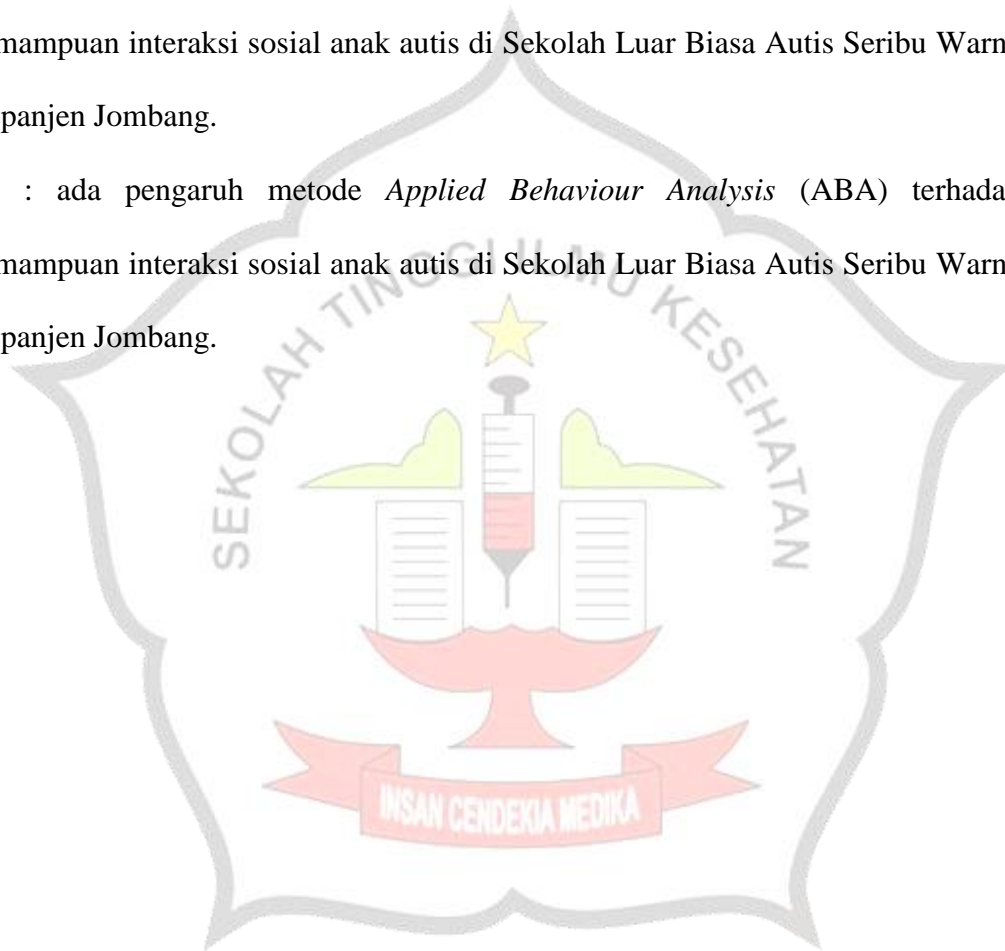 mampuan interaksi sosial anak autis di Sekolah Luar Biasa Autis Seribu Warn
panjen Jombang.
: ada pengaruh metode Applied Behaviour Analysis (ABA) terhada
mampuan interaksi sosial anak autis di Sekolah Luar Biasa Autis Seribu Warn
panjen Jombang.
SEKOLAH TINGGI ILMU KESEHATAN
INSAN CENDEKIA MEDIKA